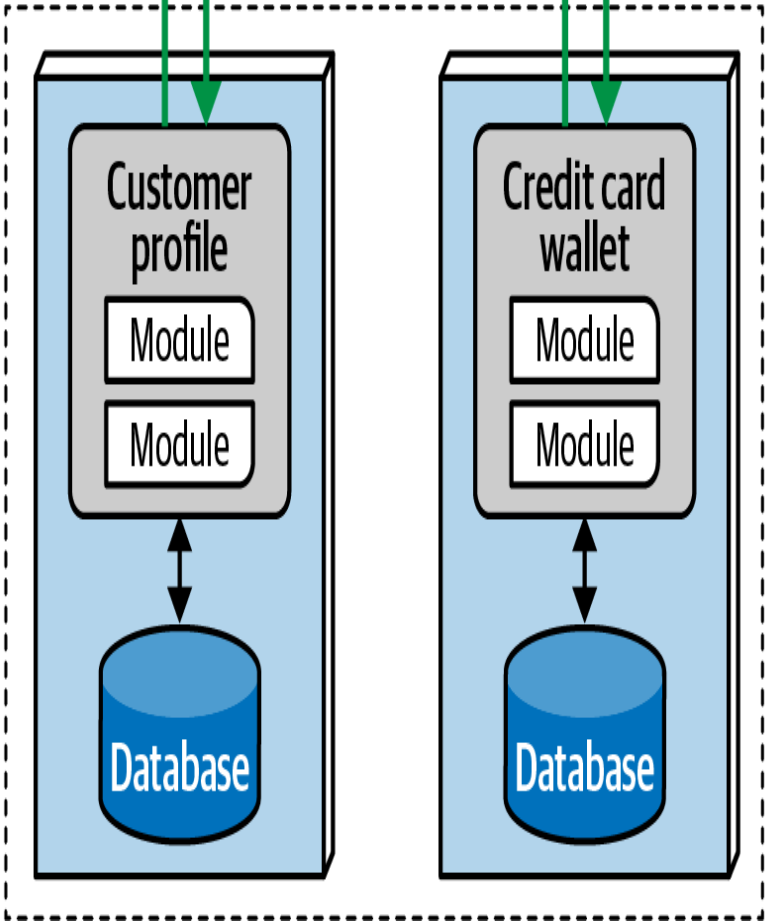 Customer
profile
Module
Module
Database
Credit card
wallet
Module
Module
Database